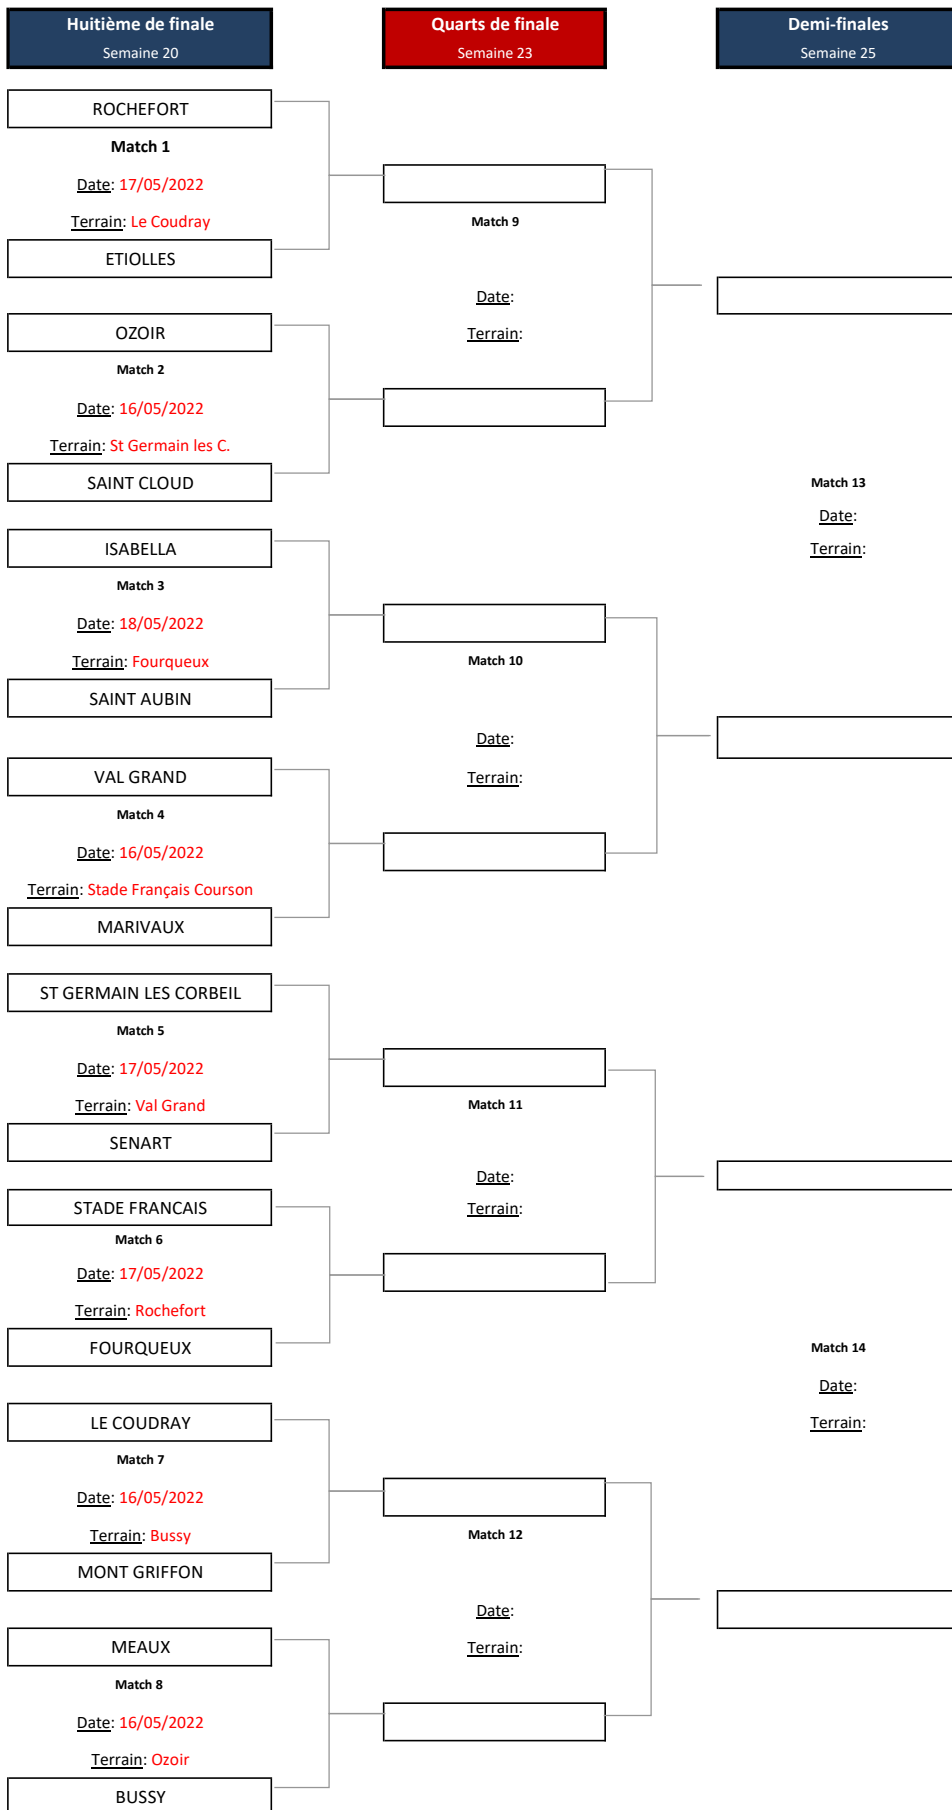 Huitième de finale
Semaine 20
Quarts de finale
Semaine 23
Demi-finales
Semaine 25
ROCHEFORT
Match 1
Date: 17/05/2022
Terrain: Le Coudray
ETIOLLES
OZOIR
Match 2
Date: 16/05/2022
Terrain: St Germain les C.
SAINT CLOUD
ISABELLA
Match 3
Date: 18/05/2022
Terrain: Fourqueux
SAINT AUBIN
VAL GRAND
Match 4
Date: 16/05/2022
Terrain: Stade Français Courson
MARIVAUX
ST GERMAIN LES CORBEIL
Match 5
Date: 17/05/2022
Terrain: Val Grand
SENART
STADE FRANCAIS
Match 6
Date: 17/05/2022
Terrain: Rochefort
FOURQUEUX
LE COUDRAY
Match 7
Date: 16/05/2022
Terrain: Bussy
MONT GRIFFON
MEAUX
Match 8
Date: 16/05/2022
Terrain: Ozoir
BUSSY
Match 9
Date:
Terrain:
Match 10
Date:
Terrain:
Match 11
Date:
Terrain:
Match 12
Date:
Terrain:
Match 13
Date:
Terrain:
Match 14
Date:
Terrain: